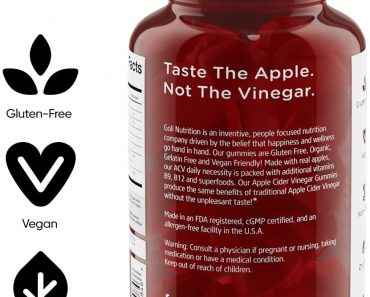 Facts
Taste The Apple.
Not The Vinegar.
Goli Nutrition is an inventive, people focused nutrition
company driven by the belief that happiness and wellness
go hand in hand. Our gummies are Gluten Free, Organic,
Gelatin Free and Vegan Friendly! Made with real apples,
our ACV daily necessity is packed with additional vitamins
B9, B12 and superfoods. Our Apple Cider Vinegar Gummies
produce the same benefits of traditional Apple Cider Vinegar
without the unpleasant taste!*
Made in an FDA registered, cGMP certified, and an
allergen-free facility in the U.S.A.
Warning: Consult a physician if pregnant or nursing, taking
medication or have a medical condition.
Keep out of reach of children.
Gluten-Free
Vegan